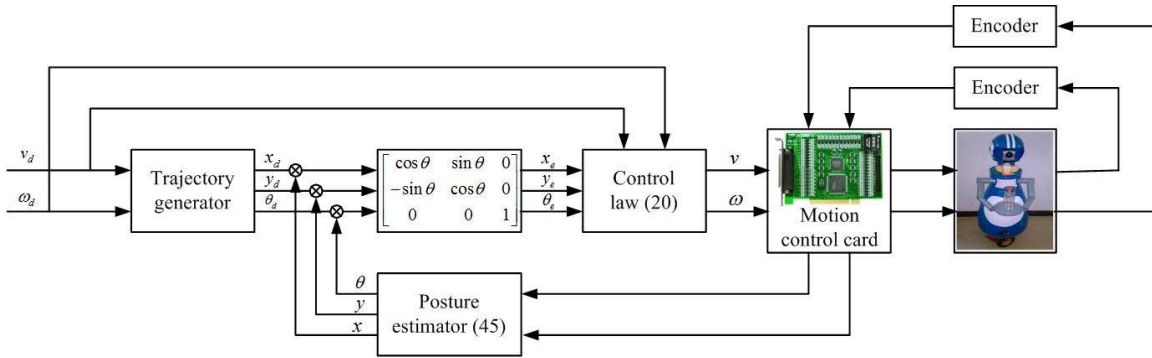 Encoder
Encoder
v_d
ω_d
Trajectory
generator
x_d
y_d
θ_d
cos θ sin θ 0
−sin θ cos θ 0
0 0 1
x_e
y_e
θ_e
Control
law (20)
v
ω
Motion
control card
θ
y
x
Posture
estimator (45)